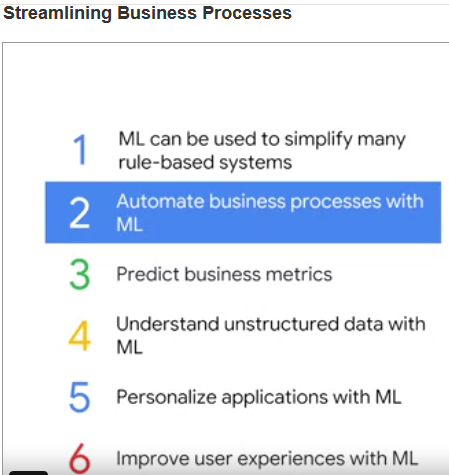 Streamlining Business Processes
1 ML can be used to simplify many
rule-based systems
2 Automate business processes with
ML
3 Predict business metrics
4 Understand unstructured data with
ML
5 Personalize applications with ML
6 Improve user experiences with ML